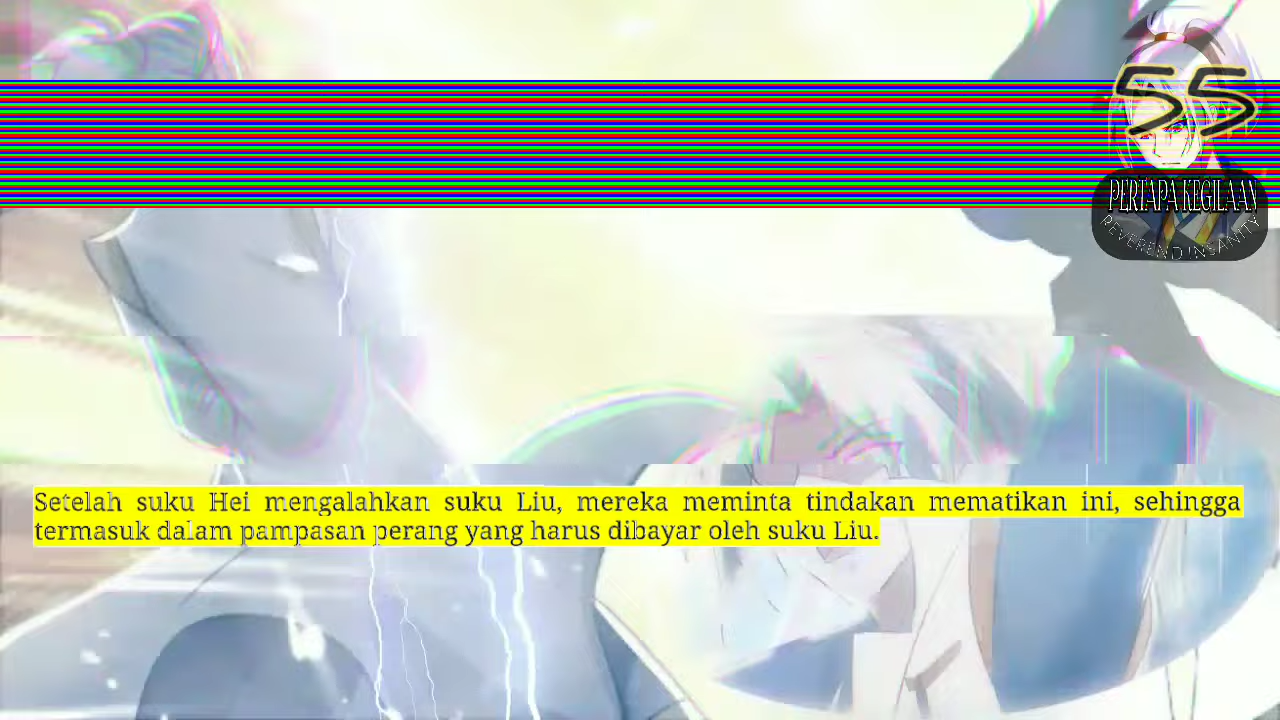 55
PERTAPA KEGILAAN
REVEREND INSANITY
Setelah suku Hei mengalahkan suku Liu, mereka meminta tindakan mematikan ini, sehingga
termasuk dalam pampasan perang yang harus dibayar oleh suku Liu.